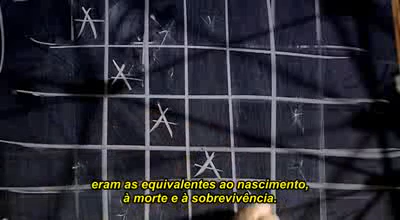 eram as equivalentes ao nascimento,
à morte e à sobrevivência.